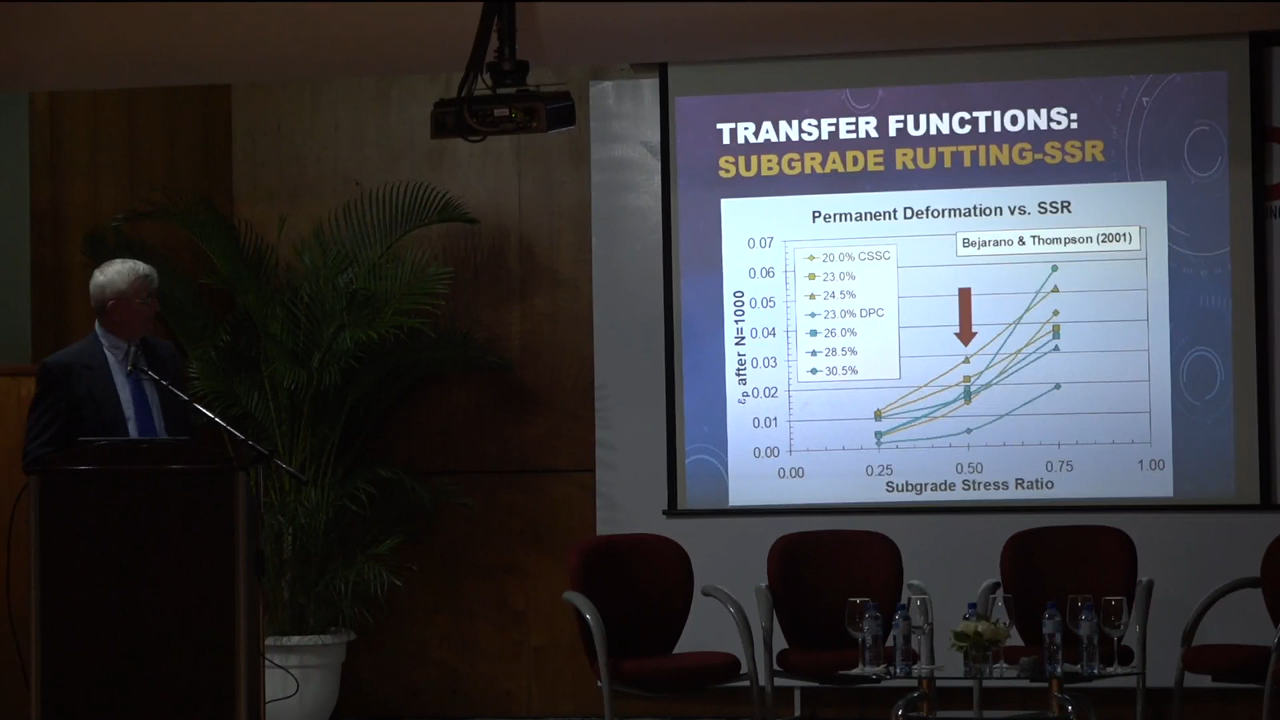 TRANSFER FUNCTIONS:
SUBGRADE RUTTING-SSR
Permanent Deformation vs. SSR
Bejarano & Thompson (2001)
0.07
0.06
0.05
0.04
0.03
0.02
0.01
0.00
εp after N=1000
20.0% CSSC
23.0%
24.5%
23.0% DPC
26.0%
28.5%
30.5%
0.00 0.25 0.50 0.75 1.00
Subgrade Stress Ratio